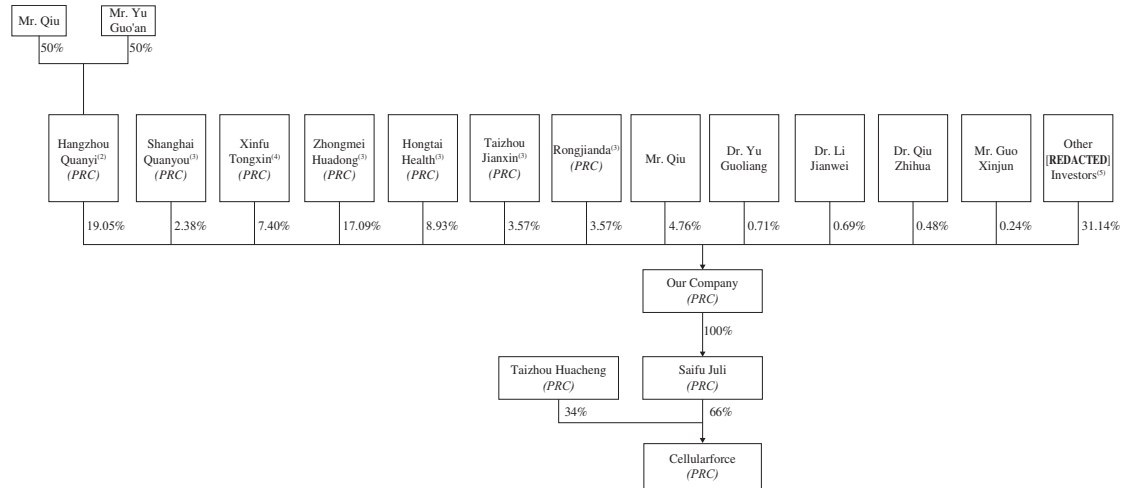 Mr. Qiu
Mr. Yu
Guo'an
50%
50%
Hangzhou
Quanyi(2)
(PRC)
Shanghai
Quanyou(3)
(PRC)
Xinfu
Tongxin(4)
(PRC)
Zhongmei
Huadong(3)
(PRC)
Hongtai
Health(3)
(PRC)
Taizhou
Jianxin(3)
(PRC)
Rongjianda(3)
(PRC)
Mr. Qiu
Dr. Yu
Guoliang
Dr. Li
Jianwei
Dr. Qiu
Zhihua
Mr. Guo
Xinjun
Other
[REDACTED]
Investors(5)
19.05%
2.38%
7.40%
17.09%
8.93%
3.57%
3.57%
4.76%
0.71%
0.69%
0.48%
0.24%
31.14%
Our Company
(PRC)
100%
Taizhou Huacheng
(PRC)
Saifu Juli
(PRC)
34%
66%
Cellularforce
(PRC)